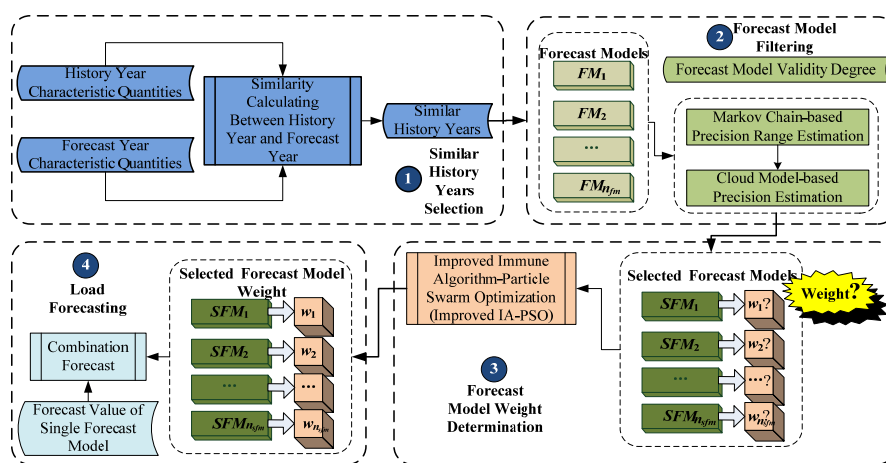 History Year
Characteristic Quantities
Forecast Year
Characteristic Quantities
Similarity
Calculating
Between History
Year and Forecast
Year
Similar
History Years
1
Similar
History
Years
Selection
2
Forecast Model
Filtering
Forecast Models
FM1
FM2
...
FMnfm
Forecast Model Validity Degree
Markov Chain-based
Precision Range Estimation
Cloud Model-based
Precision Estimation
Selected Forecast Models
Weight?
SFM1
w1?
SFM2
w2?
...
...?
SFMnsfm
wnsfm?
3
Forecast
Model Weight
Determination
Improved Immune
Algorithm-Particle
Swarm Optimization
(Improved IA-PSO)
4
Load
Forecasting
Selected Forecast Model
Weight
SFM1
w1
SFM2
w2
...
...
SFMnsfm
wnsfm
Combination
Forecast
Forecast Value of
Single Forecast
Model